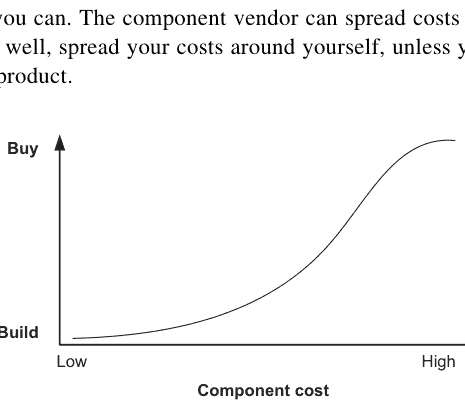 you can. The component vendor can spread costs
well, spread your costs around yourself, unless
product.
Buy
Build
Low
High
Component cost